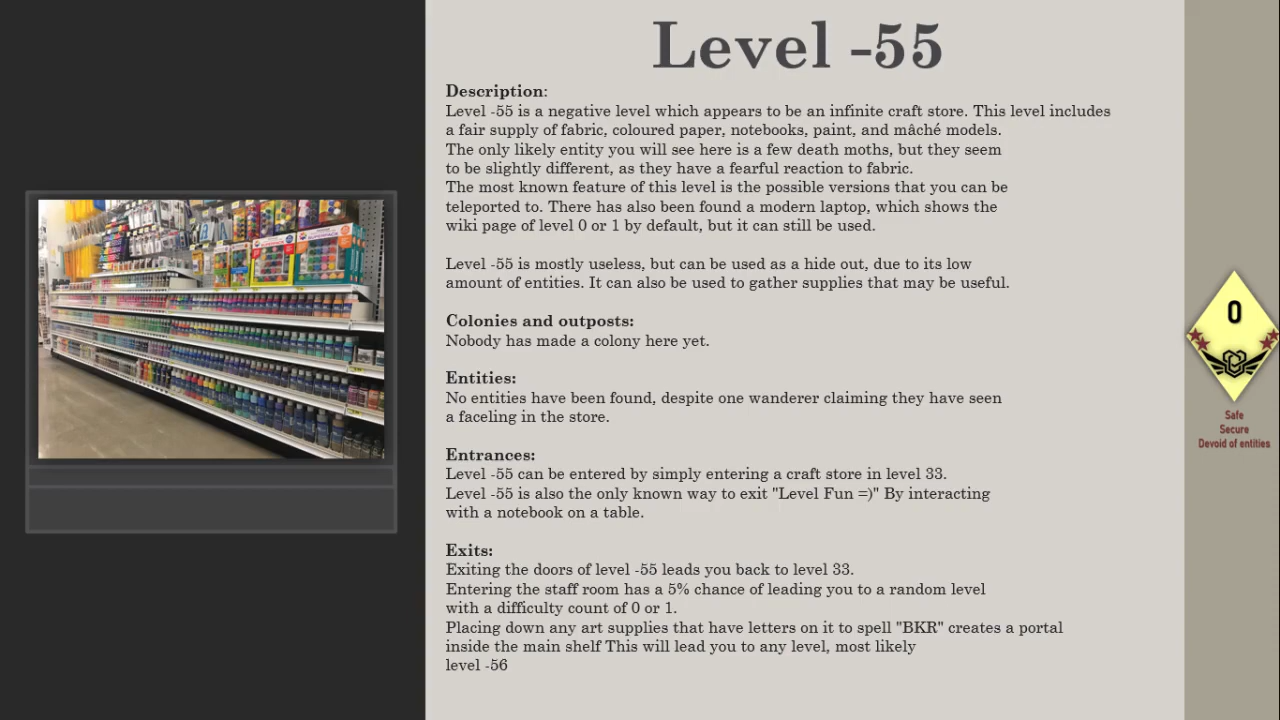 Level -55
Description:
Level -55 is a negative level which appears to be an infinite craft store. This level includes
a fair supply of fabric, coloured paper, notebooks, paint, and mâché models.
The only likely entity you will see here is a few death moths, but they seem
to be slightly different, as they have a fearful reaction to fabric.
The most known feature of this level is the possible versions that you can be
teleported to. There has also been found a modern laptop, which shows the
wiki page of level 0 or 1 by default, but it can still be used.
Level -55 is mostly useless, but can be used as a hide out, due to its low
amount of entities. It can also be used to gather supplies that may be useful.
Colonies and outposts:
Nobody has made a colony here yet.
Entities:
No entities have been found, despite one wanderer claiming they have seen
a faceling in the store.
Entrances:
Level -55 can be entered by simply entering a craft store in level 33.
Level -55 is also the only known way to exit "Level Fun =)" By interacting
with a notebook on a table.
Exits:
Exiting the doors of level -55 leads you back to level 33.
Entering the staff room has a 5% chance of leading you to a random level
with a difficulty count of 0 or 1.
Placing down any art supplies that have letters on it to spell "BKR" creates a portal
inside the main shelf This will lead you to any level, most likely
level -56
0
Safe
Secure
Devoid of entities